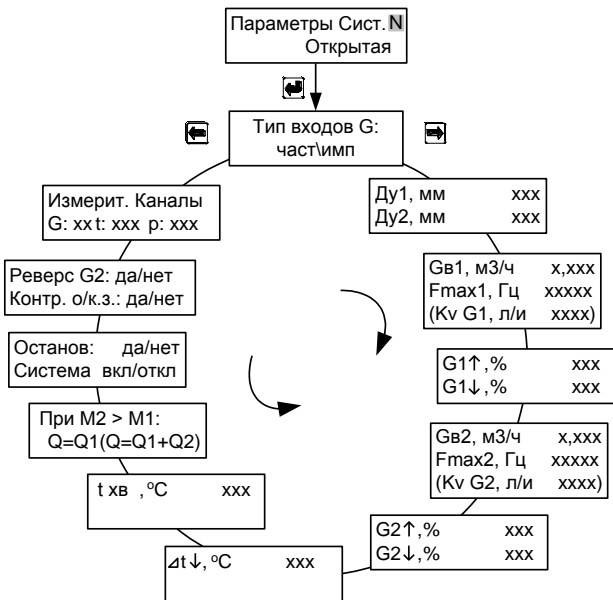 Параметры Сист. N
Открытая
Тип входов G:
част\имп
Ду1, мм xxx
Ду2, мм xxx
Gв1, м3/ч x,xxx
Fmax1, Гц xxxxx
(Kv G1, л/и xxxx)
G1↑,% xxx
G1↓,% xxx
Gв2, м3/ч x,xxx
Fmax2, Гц xxxxx
(Kv G2, л/и xxxx)
G2↑,% xxx
G2↓,% xxx
⊿t↓, ºC xxx
t хв , ºC xxx
При М2 > М1:
Q=Q1(Q=Q1+Q2)
Останов: да/нет
Система вкл/откл
Реверс G2: да/нет
Контр. о/к.з.: да/нет
Измерит. Каналы
G: xx t: xxx p: xxx